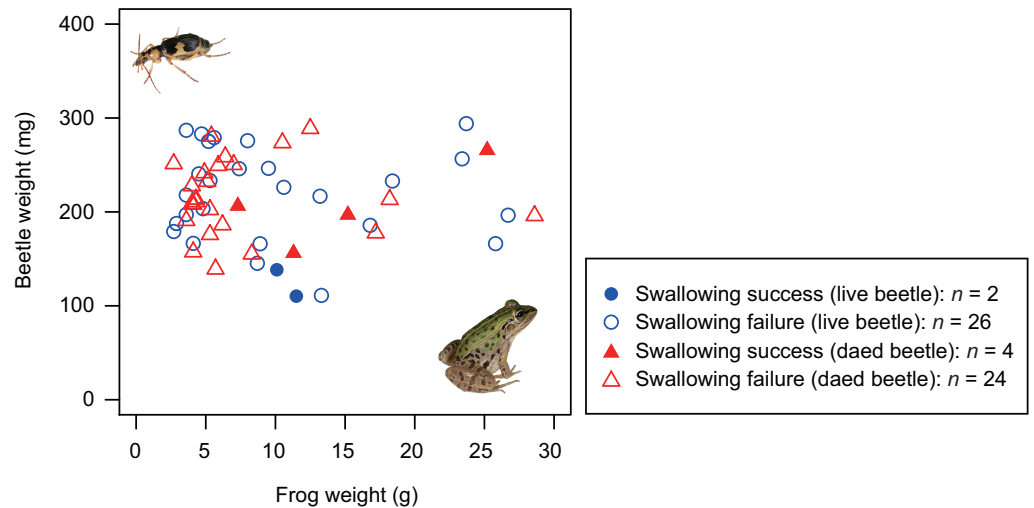 400
300
200
100
0
Beetle weight (mg)
0 5 10 15 20 25 30
Frog weight (g)
Swallowing success (live beetle): n = 2
Swallowing failure (live beetle): n = 26
Swallowing success (daed beetle): n = 4
Swallowing failure (daed beetle): n = 24